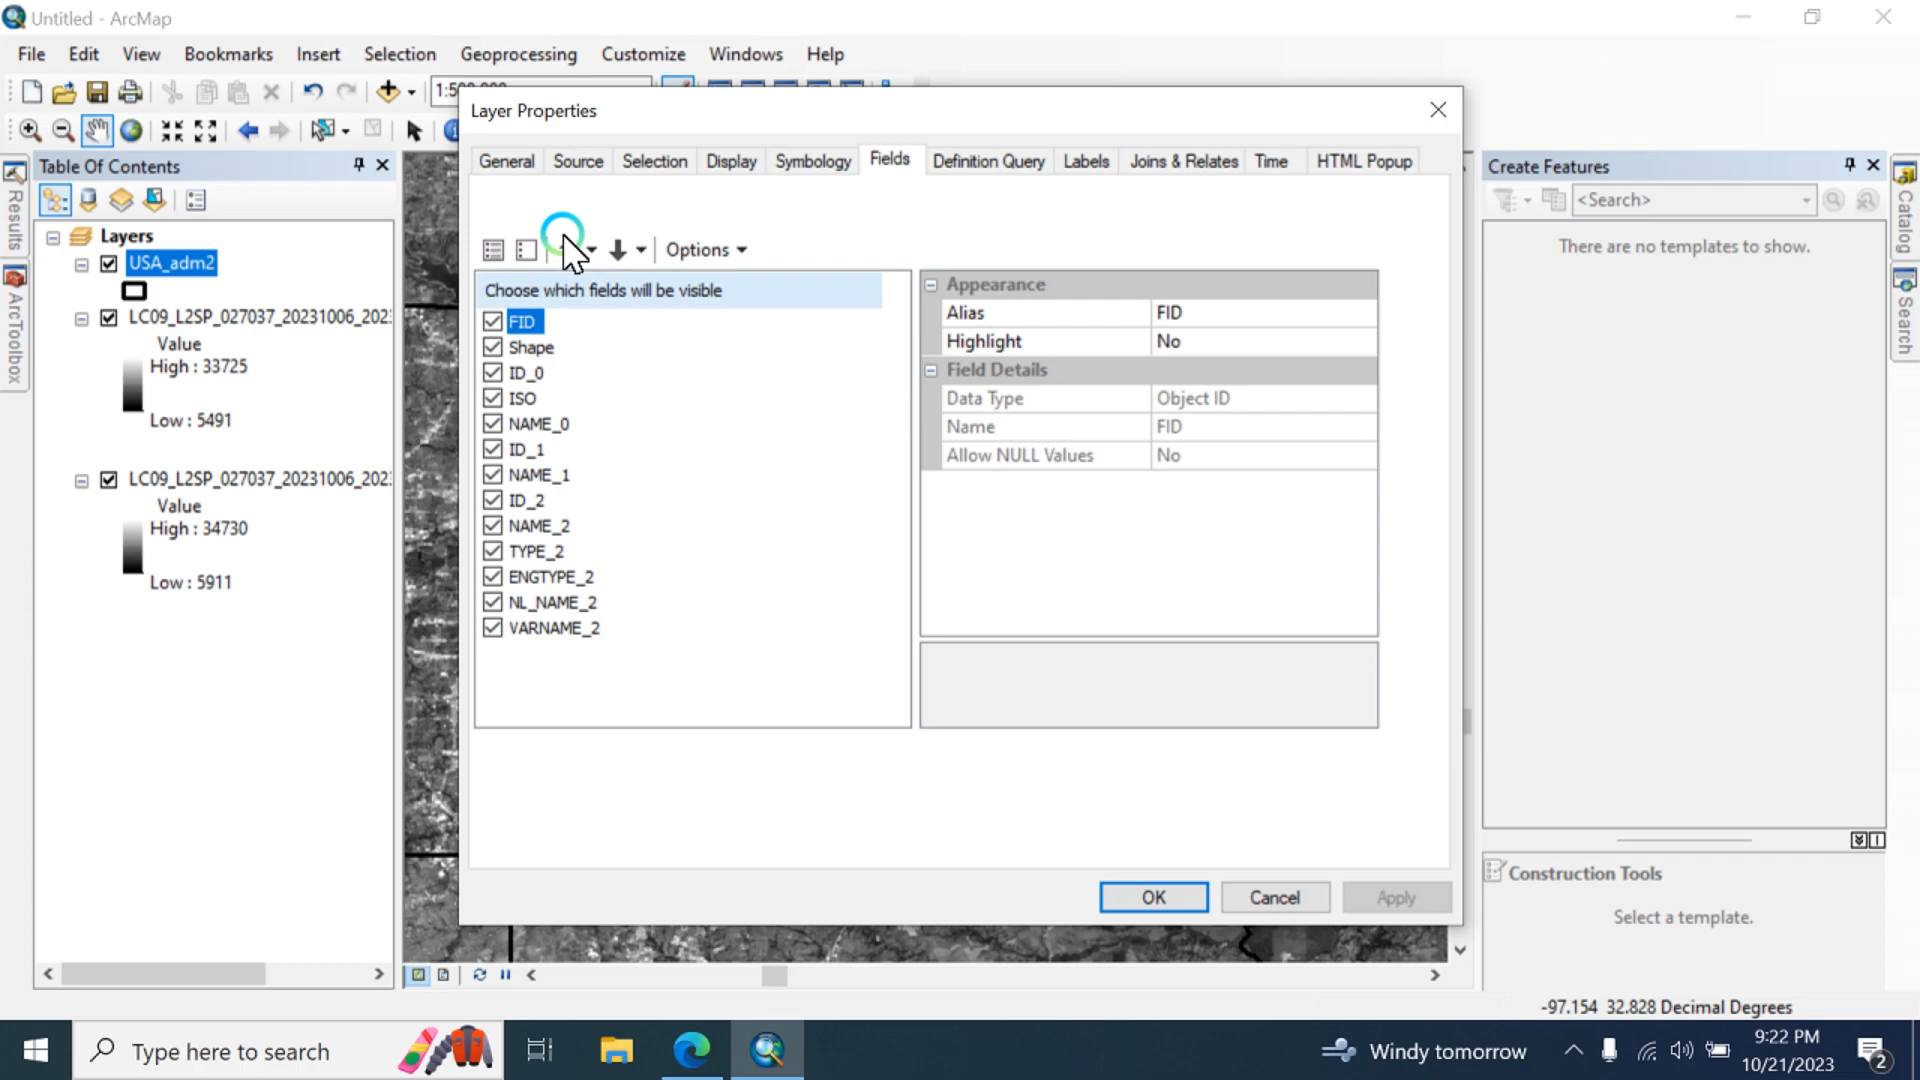 Untitled - ArcMap
File Edit View Bookmarks Insert Selection Geoprocessing Customize Windows Help
Layer Properties
General Source Selection Display Symbology Fields Definition Query Labels Joins & Relates Time HTML Popup
Options
Choose which fields will be visible
FID
Shape
ID_0
ISO
NAME_0
ID_1
NAME_1
ID_2
NAME_2
TYPE_2
ENGTYPE_2
NL_NAME_2
VARNAME_2
Appearance
Alias FID
Highlight No
Field Details
Data Type Object ID
Name FID
Allow NULL Values No
OK Cancel Apply
Table Of Contents
Layers
USA_adm2
LC09_L2SP_027037_20231006_202
Value
High : 33725
Low : 5491
LC09_L2SP_027037_20231006_202
Value
High : 34730
Low : 5911
Results
ArcToolbox
Create Features
<Search>
There are no templates to show.
Construction Tools
Select a template.
Catalog
Search
-97.154 32.828 Decimal Degrees
Type here to search
Windy tomorrow
9:22 PM
10/21/2023
2